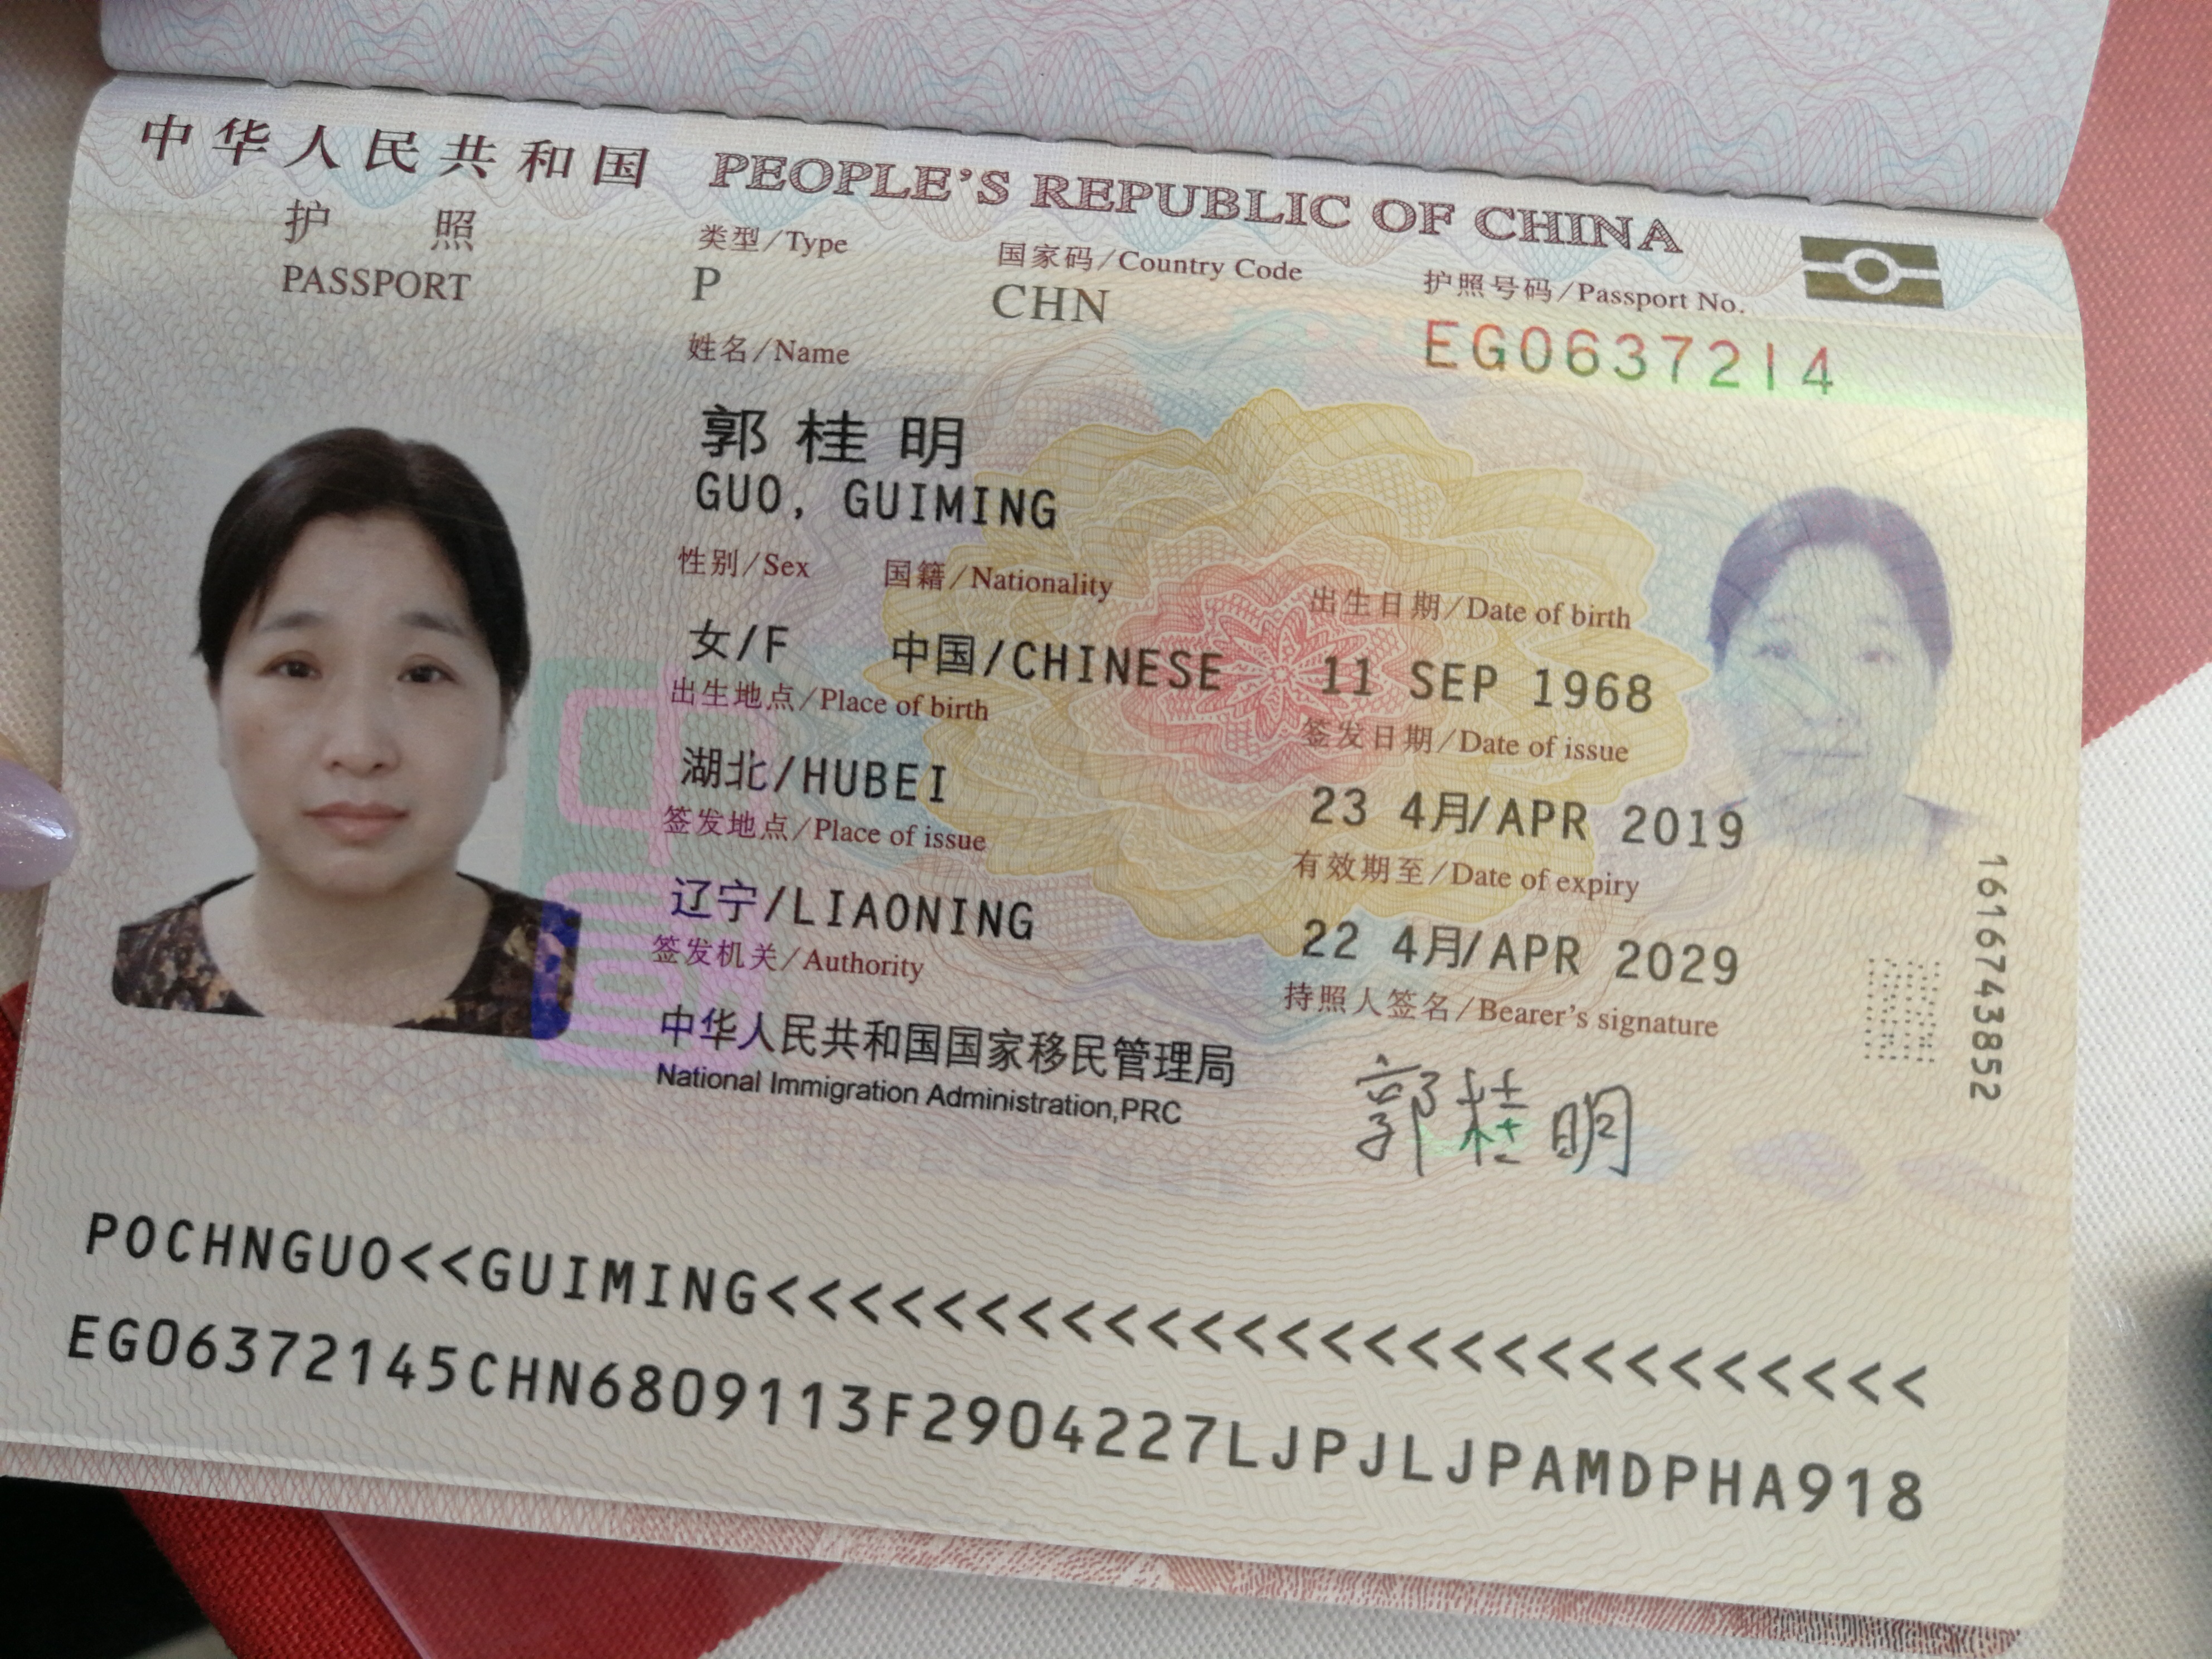 中华人民共和国 PEOPLE'S REPUBLIC OF CHINA
护 照
PASSPORT
类型/Type
P
国家码/Country Code
CHN
护照号码/Passport No.
EG0637214
姓名/Name
郭桂明
GUO, GUIMING
性别/Sex
女/F
国籍/Nationality
中国/CHINESE
出生日期/Date of birth
11 SEP 1968
出生地点/Place of birth
湖北/HUBEI
签发日期/Date of issue
23 4月/APR 2019
签发地点/Place of issue
辽宁/LIAONING
有效期至/Date of expiry
22 4月/APR 2029
签发机关/Authority
中华人民共和国国家移民管理局
National Immigration Administration,PRC
持照人签名/Bearer's signature
郭桂明
1616743852
POCHNGUO<<GUIMING<<<<<<<<<<<<<<<<<<<<<<<<<<<
EG06372145CHN6809113F2904227LJPJLJPAMDPHA918